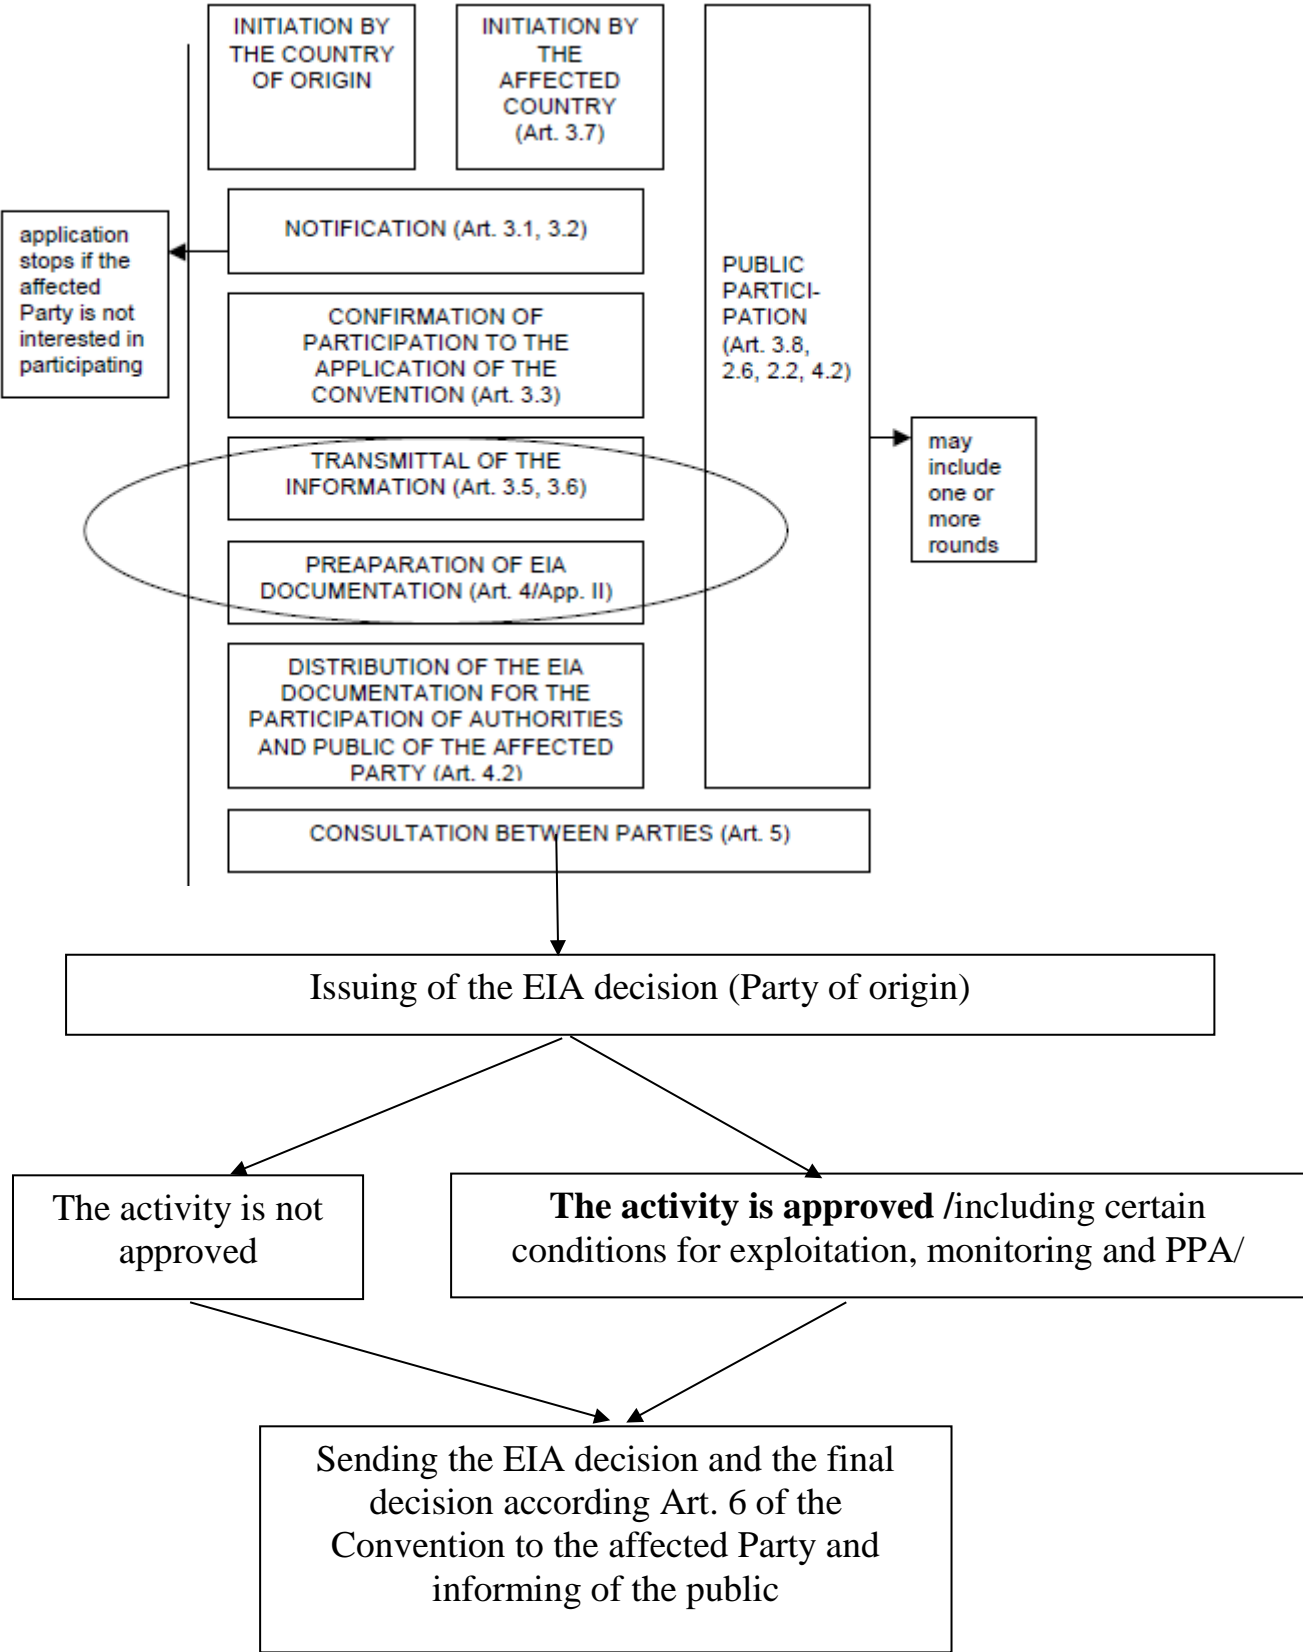 INITIATION BY
THE COUNTRY
OF ORIGIN
INITIATION BY
THE
AFFECTED
COUNTRY
(Art. 3.7)
NOTIFICATION (Art. 3.1, 3.2)
application
stops if the
affected
Party is not
interested in
participating
CONFIRMATION OF
PARTICIPATION TO THE
APPLICATION OF THE
CONVENTION (Art. 3.3)
PUBLIC
PARTICI-
PATION
(Art. 3.8,
2.6, 2.2, 4.2)
may
include
one or
more
rounds
TRANSMITTAL OF THE
INFORMATION (Art. 3.5, 3.6)
PREAPARATION OF EIA
DOCUMENTATION (Art. 4/App. II)
DISTRIBUTION OF THE EIA
DOCUMENTATION FOR THE
PARTICIPATION OF AUTHORITIES
AND PUBLIC OF THE AFFECTED
PARTY (Art. 4.2)
CONSULTATION BETWEEN PARTIES (Art. 5)
Issuing of the EIA decision (Party of origin)
The activity is not
approved
The activity is approved /including certain
conditions for exploitation, monitoring and PPA/
Sending the EIA decision and the final
decision according Art. 6 of the
Convention to the affected Party and
informing of the public